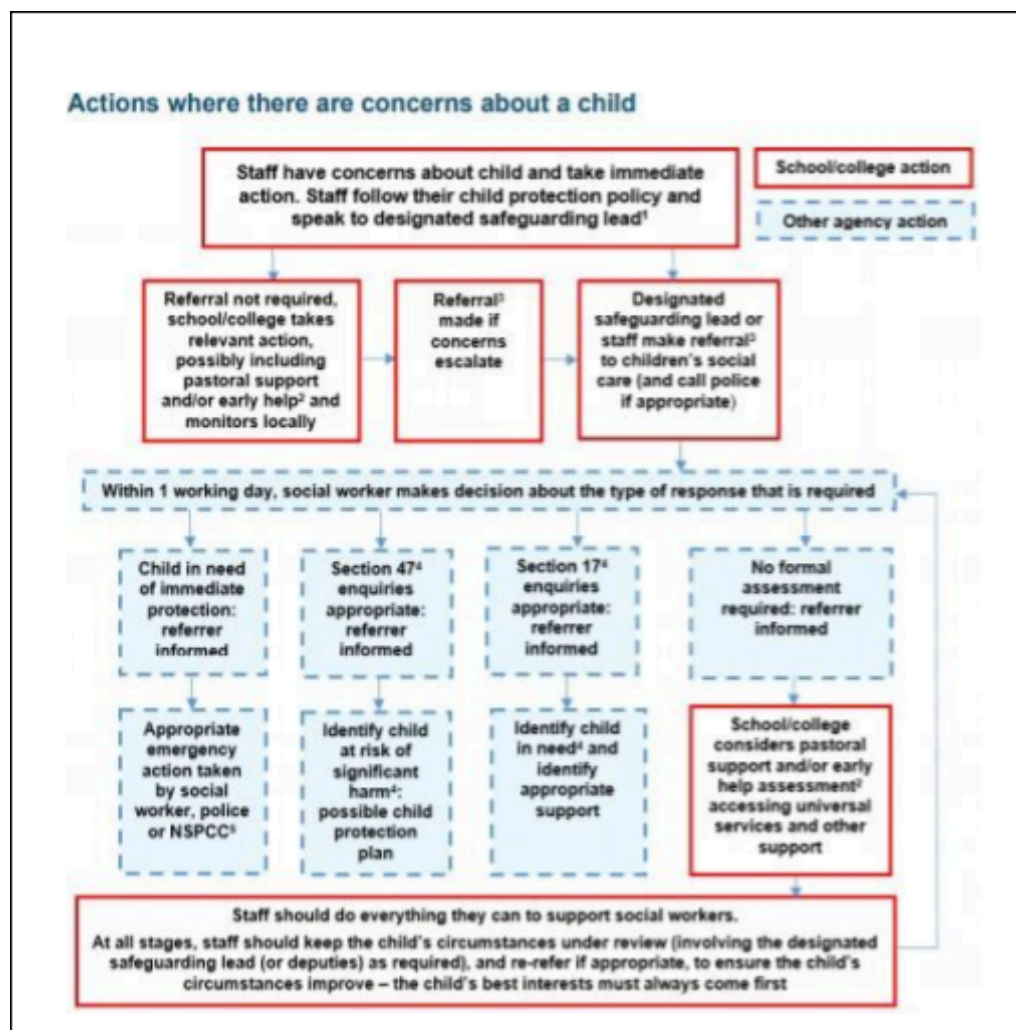 Actions where there are concerns about a child
Staff have concerns about child and take immediate
action. Staff follow their child protection policy and
speak to designated safeguarding lead¹
School/college action
Other agency action
Referral not required,
school/college takes
relevant action,
possibly including
pastoral support
and/or early help² and
monitors locally
Referral³
made if
concerns
escalate
Designated
safeguarding lead or
staff make referral³
to children's social
care (and call police
if appropriate)
Within 1 working day, social worker makes decision about the type of response that is required
Child in need
of immediate
protection:
referrer
informed
Section 47⁴
enquiries
appropriate:
referrer
informed
Section 17⁴
enquiries
appropriate:
referrer
informed
No formal
assessment
required: referrer
informed
Appropriate
emergency
action taken
by social
worker, police
or NSPCC⁵
Identify child
at risk of
significant
harm⁴:
possible child
protection
plan
Identify child
in need⁴ and
identify
appropriate
support
School/college
considers pastoral
support and/or early
help assessment²
accessing universal
services and other
support
Staff should do everything they can to support social workers.
At all stages, staff should keep the child's circumstances under review (involving the designated
safeguarding lead (or deputies) as required), and re-refer if appropriate, to ensure the child's
circumstances improve – the child's best interests must always come first